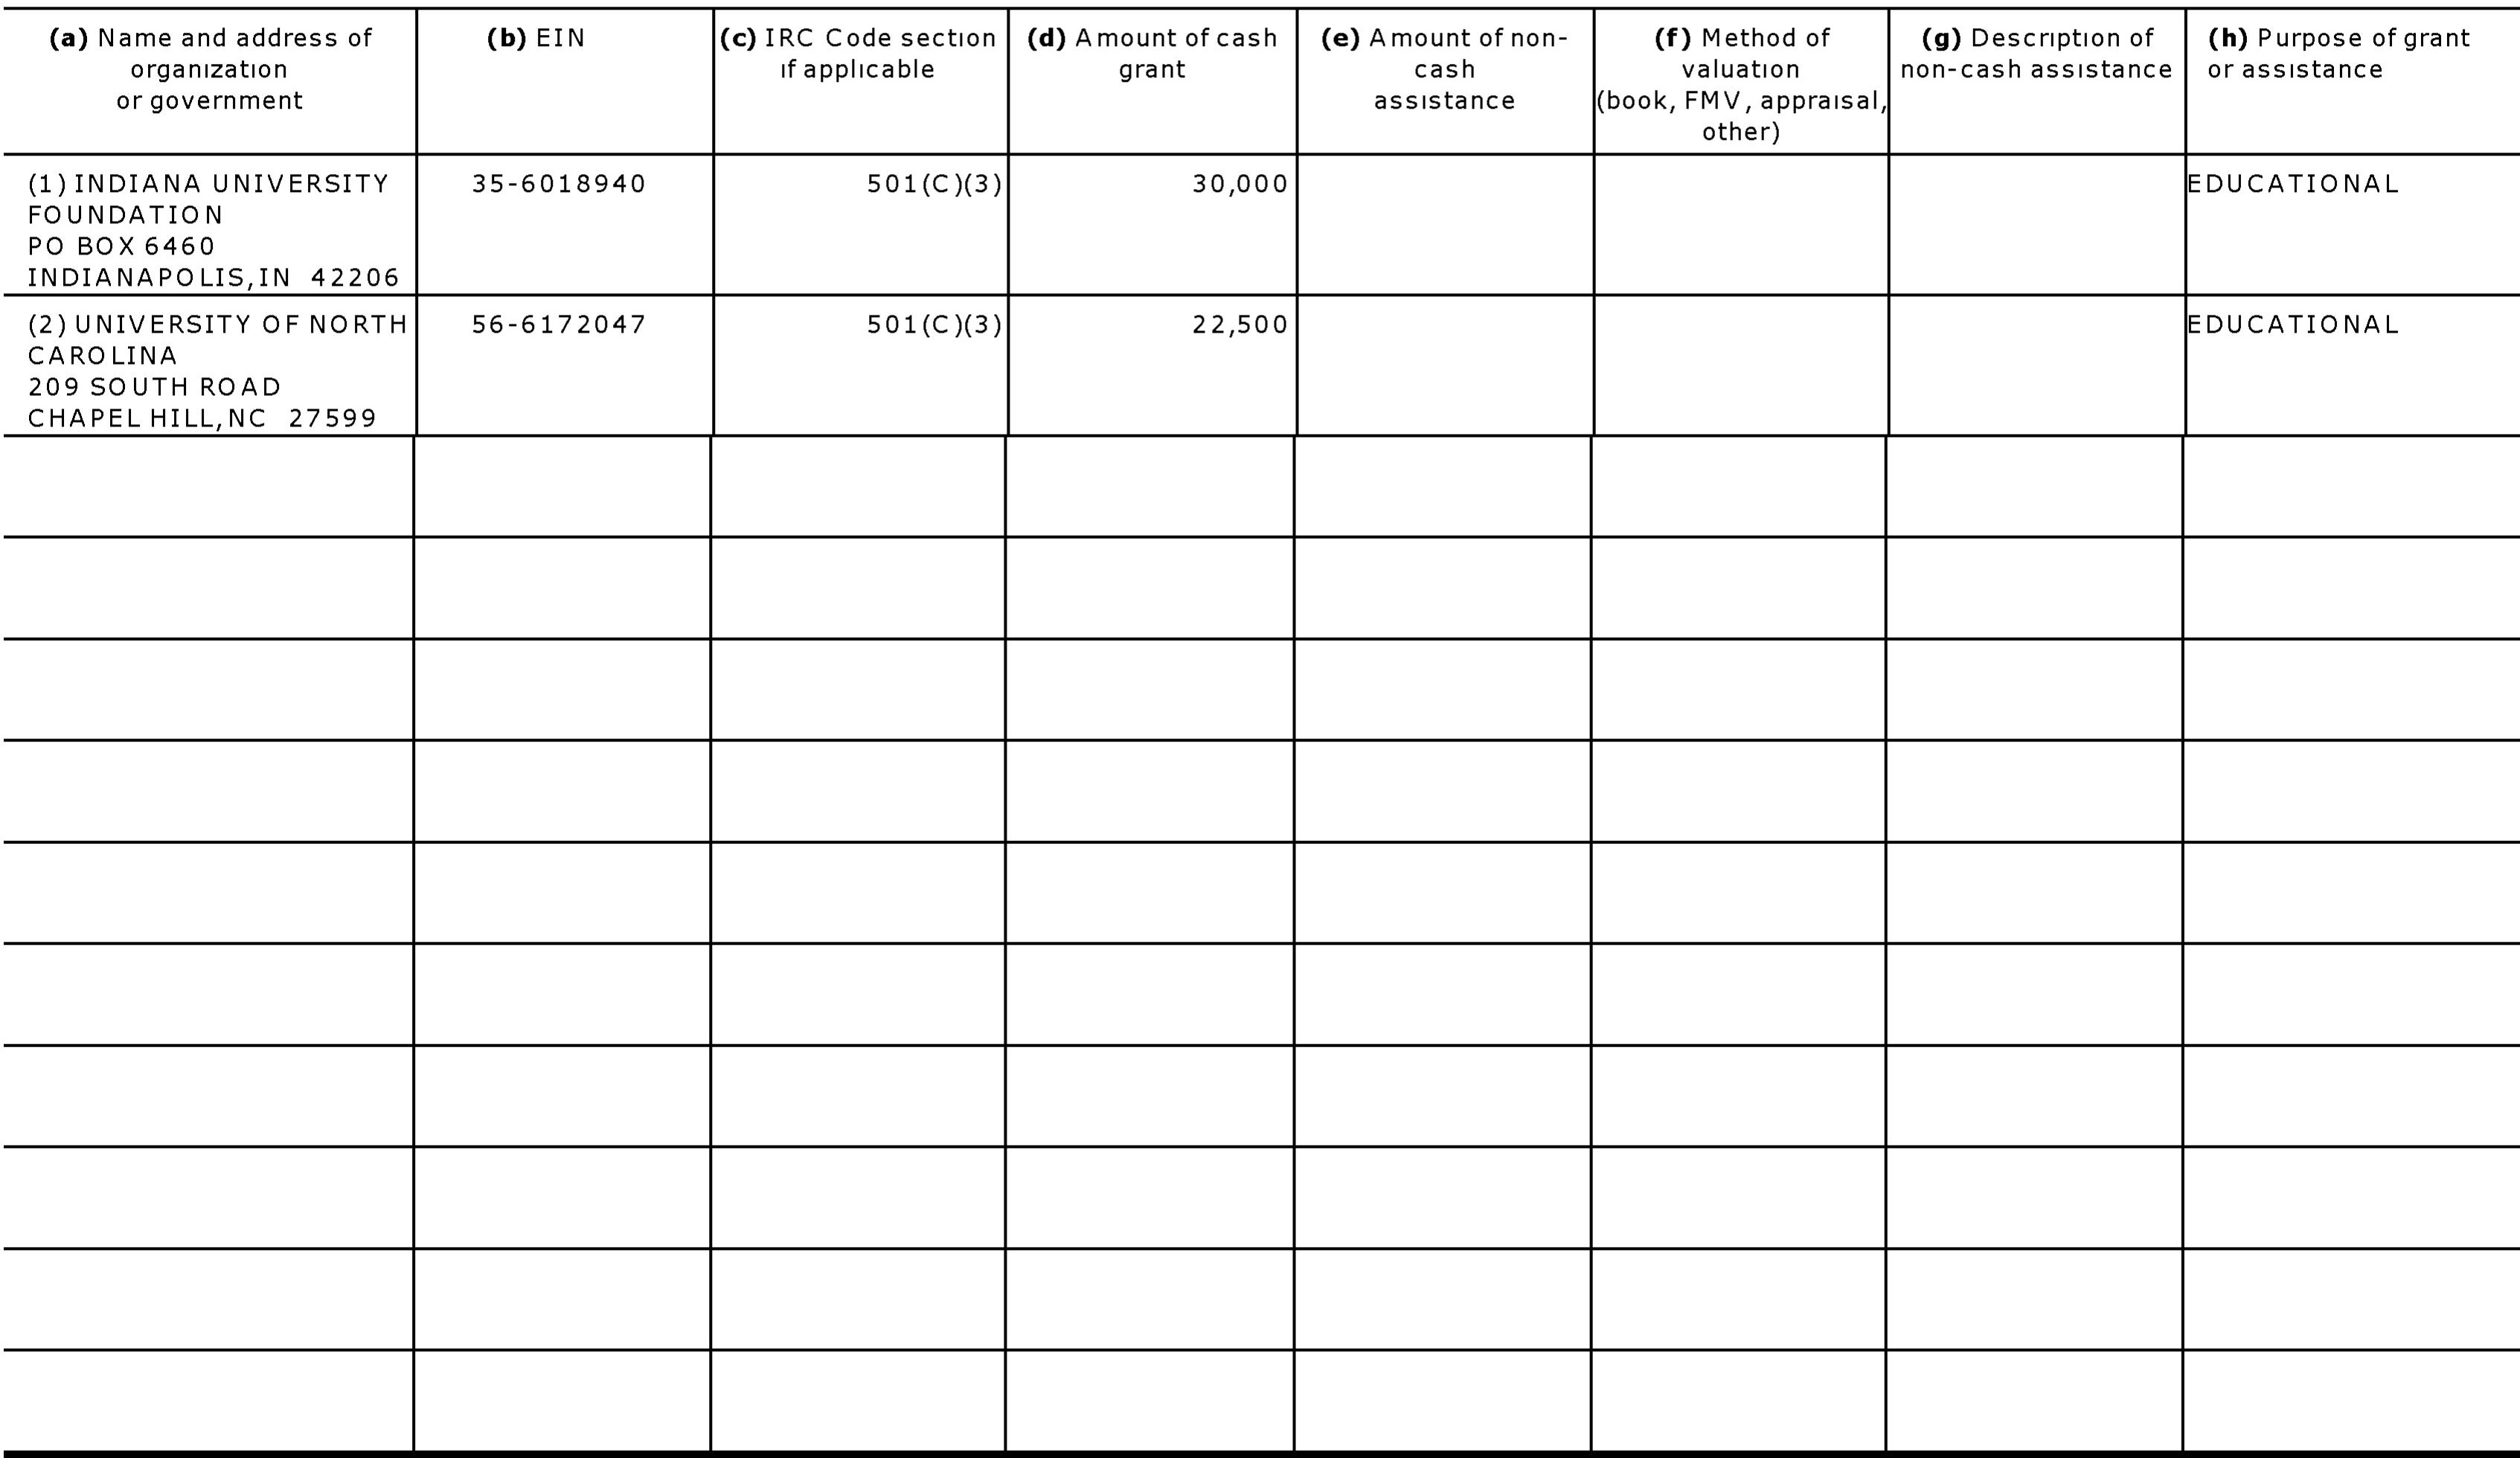 (a) Name and address of
organization
or government
(b) EIN
(c) IRC Code section
if applicable
(d) Amount of cash
grant
(e) Amount of non-
cash
assistance
(f) Method of
valuation
(book, FMV, appraisal,
other)
(g) Description of
non-cash assistance
(h) Purpose of grant
or assistance
(1) INDIANA UNIVERSITY
FOUNDATION
PO BOX 6460
INDIANAPOLIS,IN 42206
35-6018940
501(C)(3)
30,000
EDUCATIONAL
(2) UNIVERSITY OF NORTH
CAROLINA
209 SOUTH ROAD
CHAPEL HILL,NC 27599
56-6172047
501(C)(3)
22,500
EDUCATIONAL